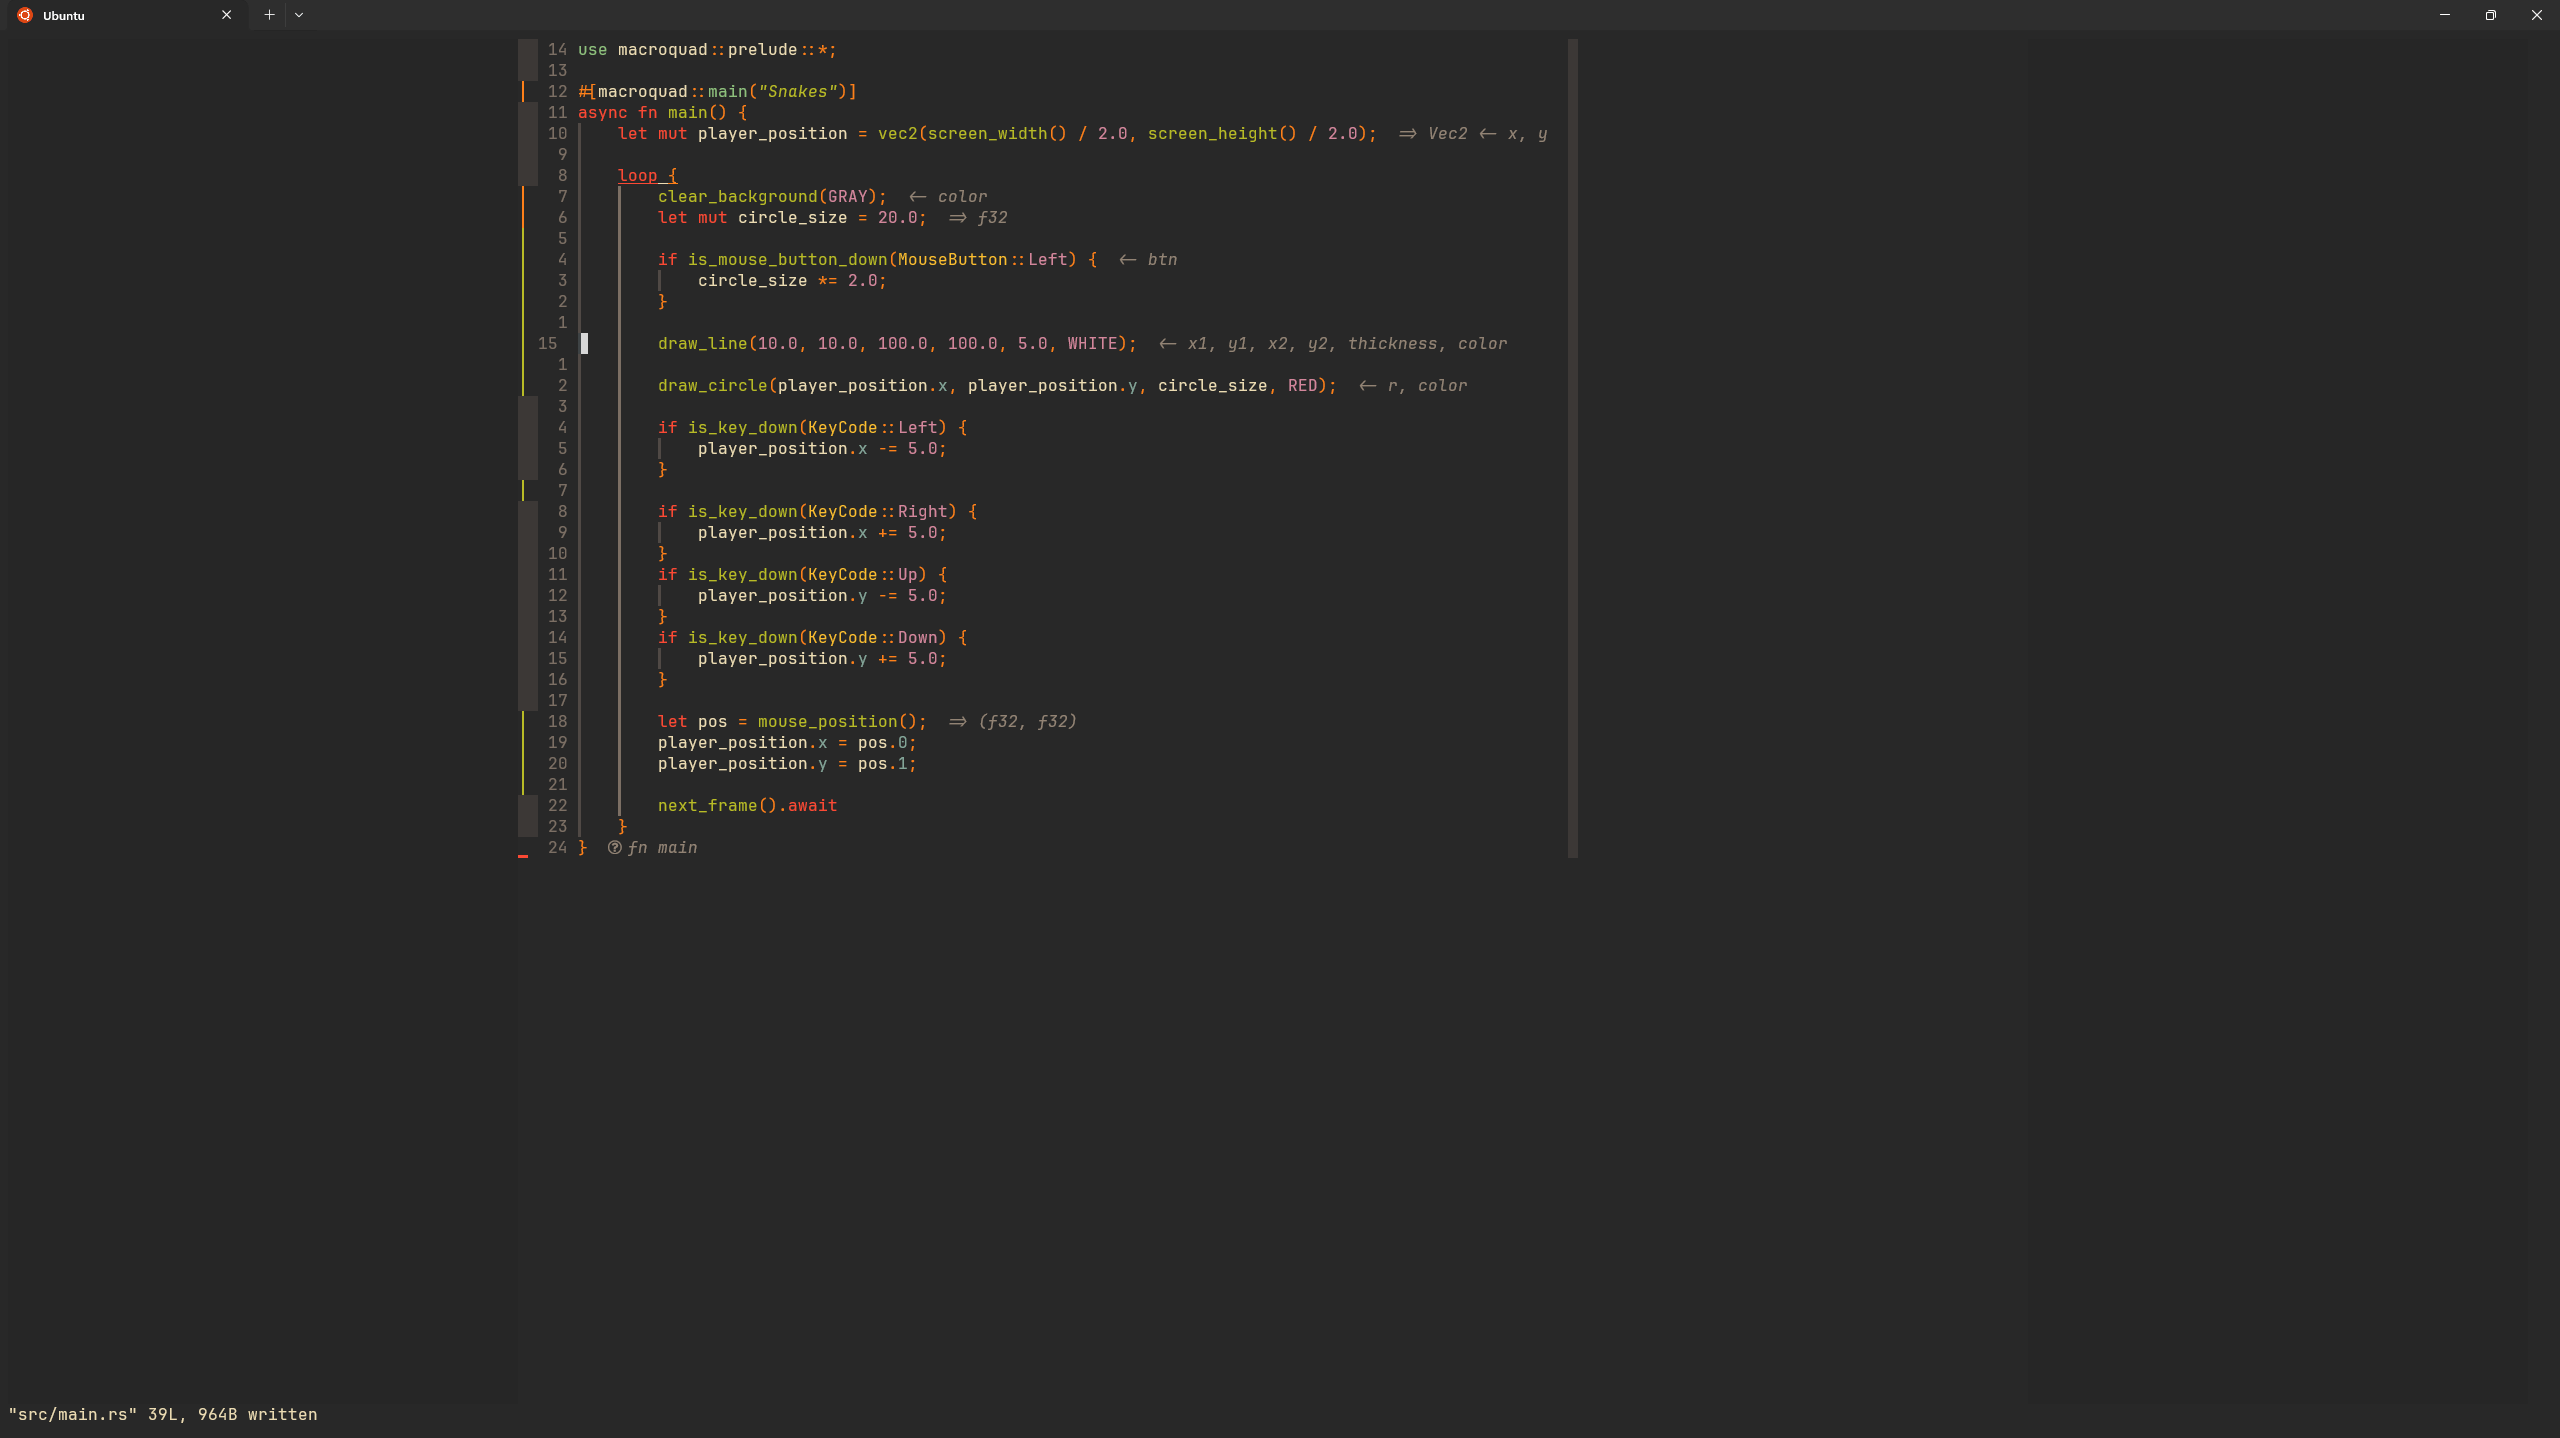 Ubuntu
14 use macroquad::prelude::*;
13
12 #[macroquad::main("Snakes")]
11 async fn main() {
10     let mut player_position = vec2(screen_width() / 2.0, screen_height() / 2.0);  => Vec2 <- x, y
9
8     loop {
7         clear_background(GRAY);  <- color
6         let mut circle_size = 20.0;  => f32
5
4         if is_mouse_button_down(MouseButton::Left) {  <- btn
3             circle_size *= 2.0;
2         }
1
15         draw_line(10.0, 10.0, 100.0, 100.0, 5.0, WHITE);  <- x1, y1, x2, y2, thickness, color
1
2         draw_circle(player_position.x, player_position.y, circle_size, RED);  <- r, color
3
4         if is_key_down(KeyCode::Left) {
5             player_position.x -= 5.0;
6         }
7
8         if is_key_down(KeyCode::Right) {
9             player_position.x += 5.0;
10         }
11         if is_key_down(KeyCode::Up) {
12             player_position.y -= 5.0;
13         }
14         if is_key_down(KeyCode::Down) {
15             player_position.y += 5.0;
16         }
17
18         let pos = mouse_position();  => (f32, f32)
19         player_position.x = pos.0;
20         player_position.y = pos.1;
21
22         next_frame().await
23     }
24 }  fn main
"src/main.rs" 39L, 964B written